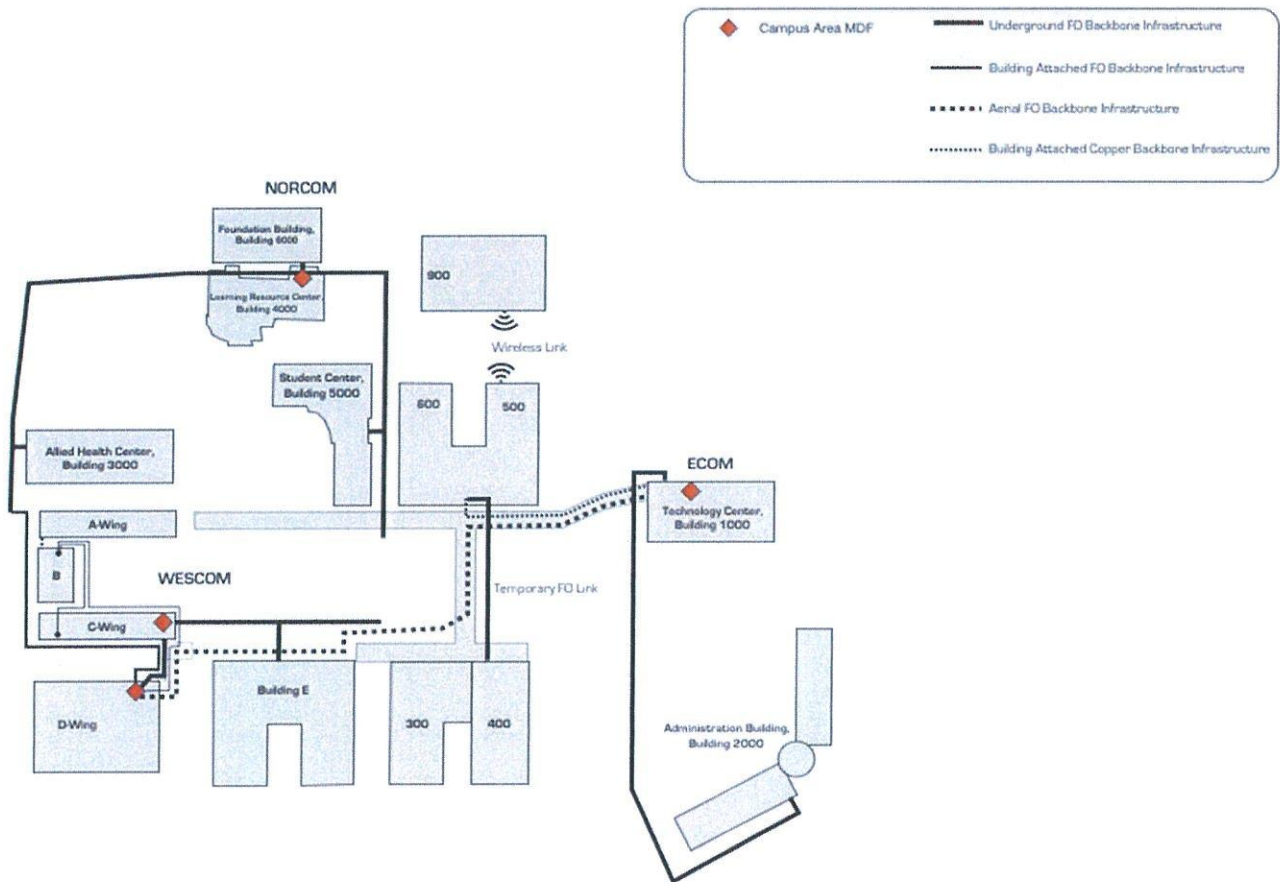 Campus Area MDF
Underground FO Backbone Infrastructure
Building Attached FO Backbone Infrastructure
Aerial FO Backbone Infrastructure
Building Attached Copper Backbone Infrastructure
NORCOM
Foundation Building,
Building 6000
Learning Resource Center,
Building 4000
900
Wireless Link
Student Center,
Building 5000
600
500
Allied Health Center,
Building 3000
ECOM
Technology Center,
Building 1000
A-Wing
B
WESCOM
Temporary FO Link
C-Wing
Building E
D-Wing
300
400
Administration Building,
Building 2000